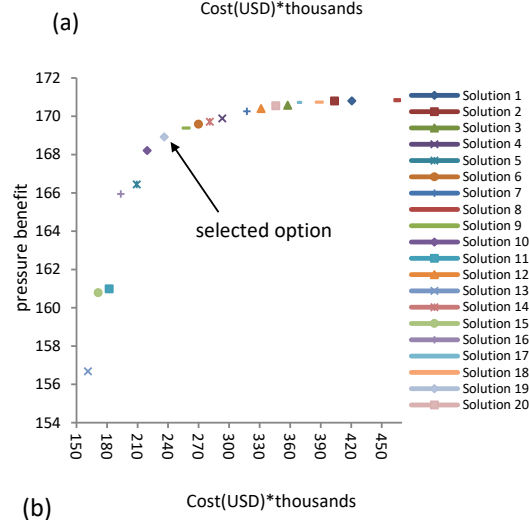 Cost(USD)*thousands
(a)
172
170
168
166
164
162
160
158
156
154
pressure benefit
selected option
150
180
210
240
270
300
330
360
390
420
450
Solution 1
Solution 2
Solution 3
Solution 4
Solution 5
Solution 6
Solution 7
Solution 8
Solution 9
Solution 10
Solution 11
Solution 12
Solution 13
Solution 14
Solution 15
Solution 16
Solution 17
Solution 18
Solution 19
Solution 20
(b)
Cost(USD)*thousands